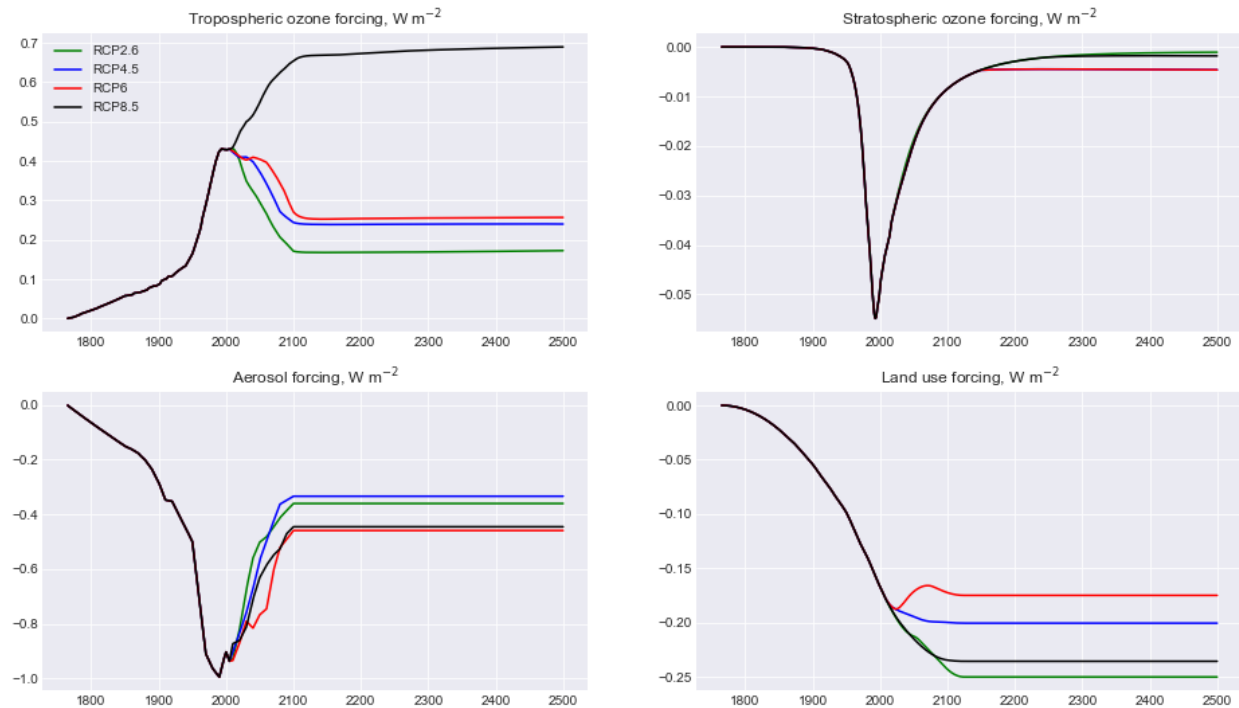 Tropospheric ozone forcing, W m⁻²
0.7
0.6
0.5
0.4
0.3
0.2
0.1
0.0
RCP2.6
RCP4.5
RCP6
RCP8.5
1800 1900 2000 2100 2200 2300 2400 2500
Stratospheric ozone forcing, W m⁻²
0.00
−0.01
−0.02
−0.03
−0.04
−0.05
1800 1900 2000 2100 2200 2300 2400 2500
Aerosol forcing, W m⁻²
0.0
−0.2
−0.4
−0.6
−0.8
−1.0
1800 1900 2000 2100 2200 2300 2400 2500
Land use forcing, W m⁻²
0.00
−0.05
−0.10
−0.15
−0.20
−0.25
1800 1900 2000 2100 2200 2300 2400 2500